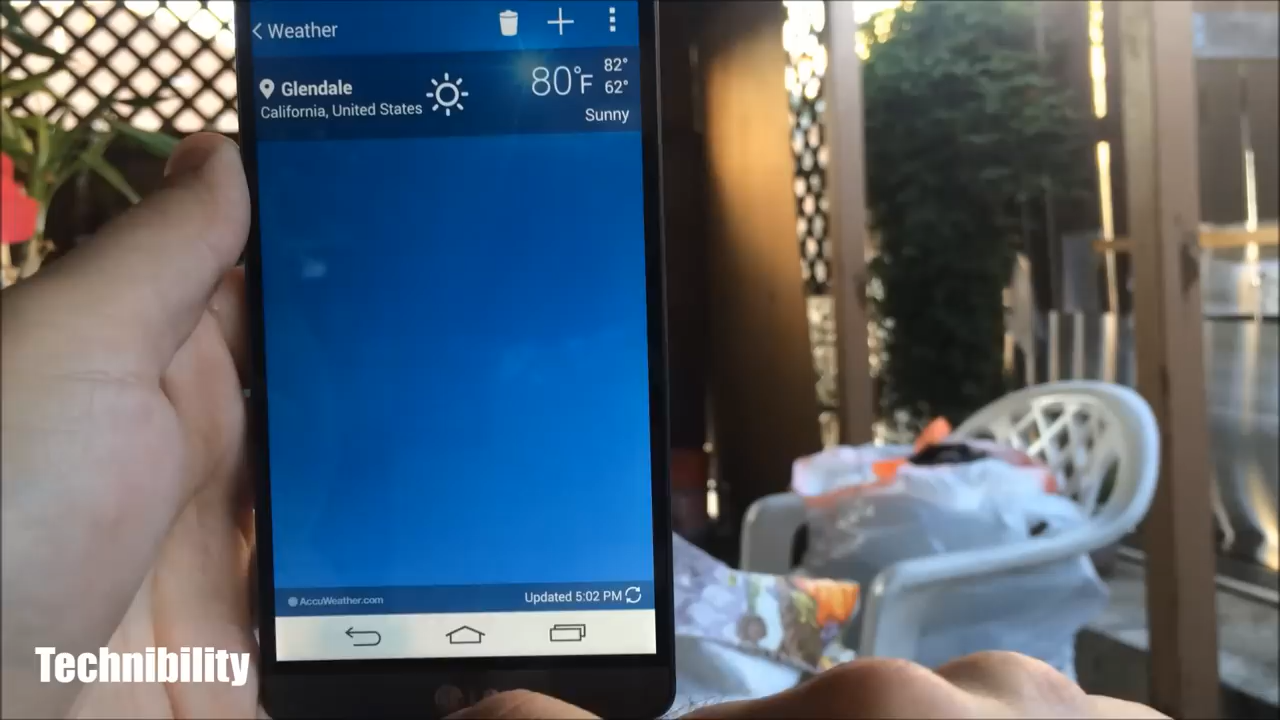 Weather
Glendale
California, United States
80°F
82°
62°
Sunny
AccuWeather.com
Updated 5:02 PM
Technibility